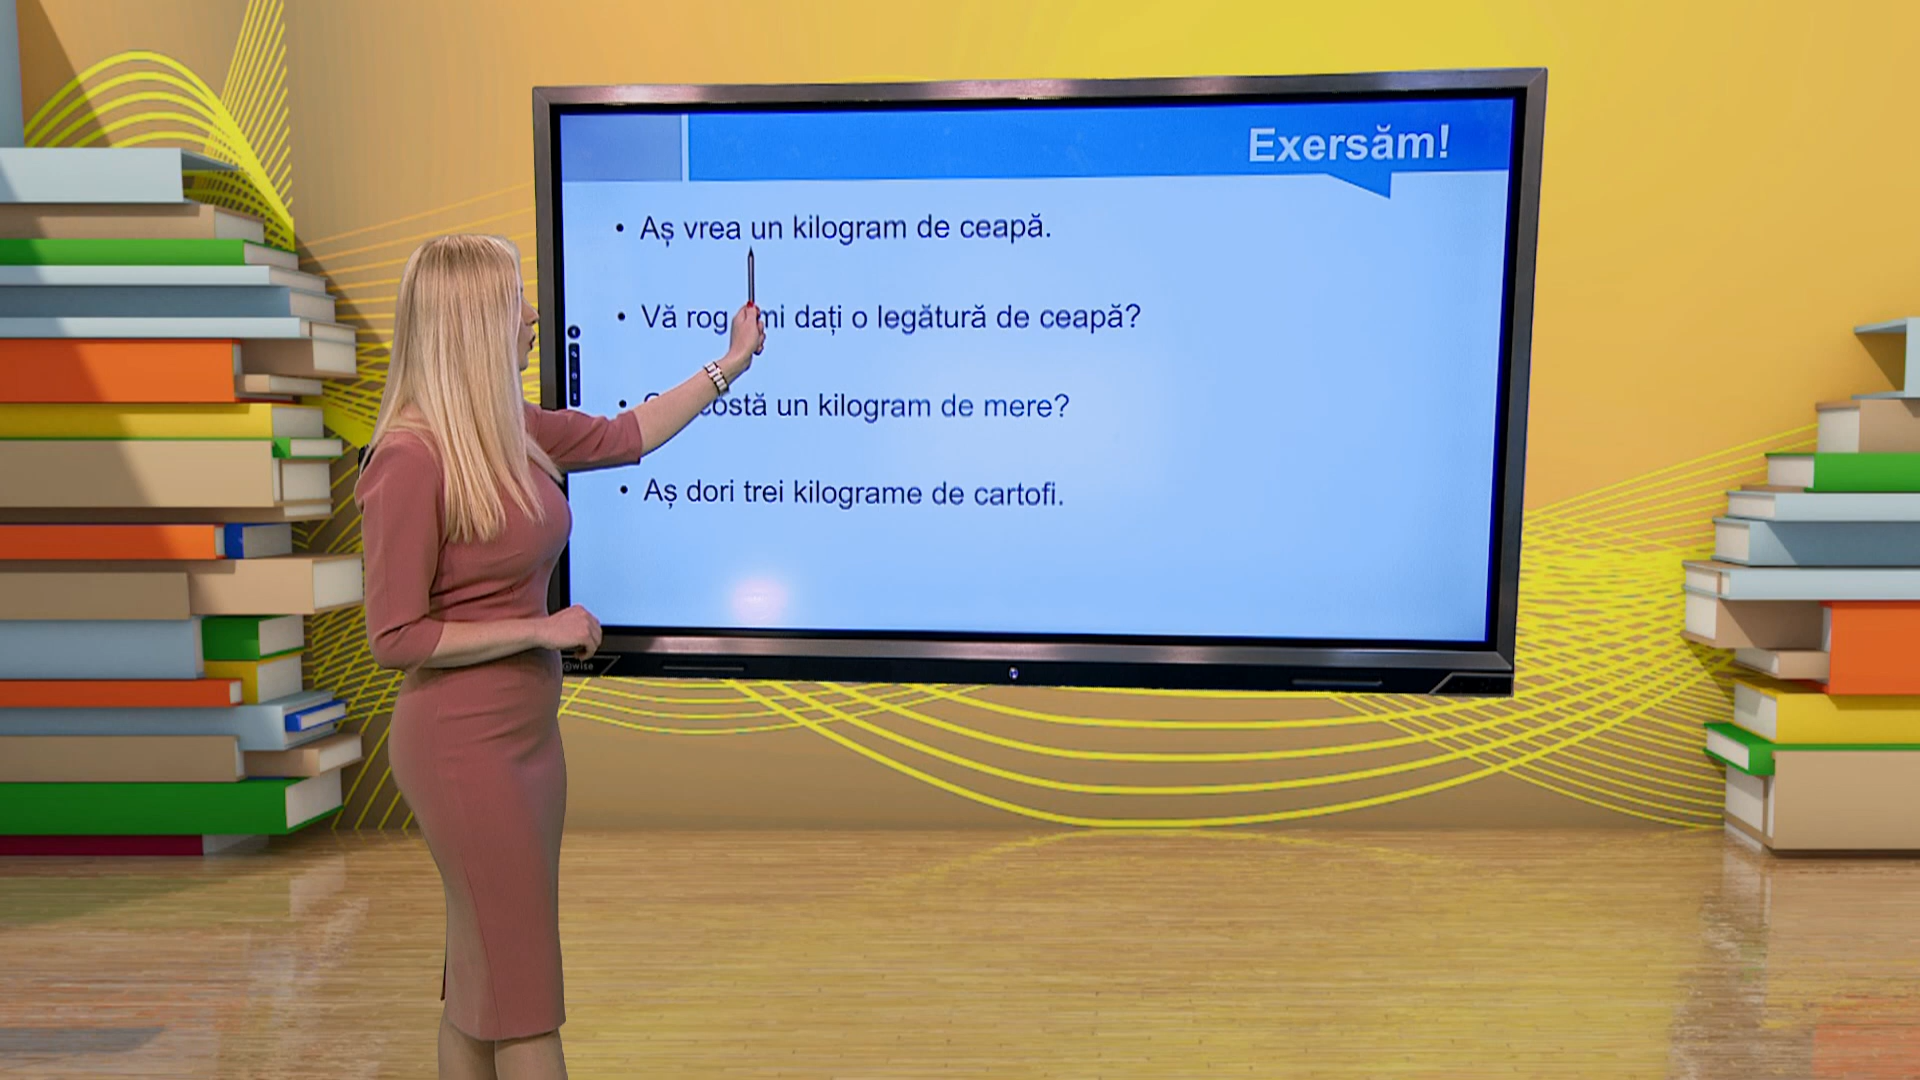 Exersăm!
• Aș vrea un kilogram de ceapă.
• Vă rog mi dați o legătură de ceapă?
• costă un kilogram de mere?
• Aș dori trei kilograme de cartofi.
wise